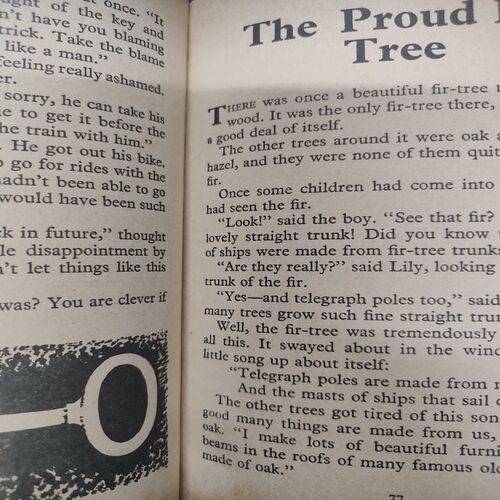 at once. "It
ught of the key and
n't have you blaming
trick. Take the blame
like a man."
feeling really ashamed.
er.
sorry, he can take his
e to get it before the
he train with him."
. He got out his bike.
o go for rides with the
hadn't been able to go
would have been such
ck in future," thought
le disappointment by
n't let things like this
was? You are clever if
The Proud
Tree
THERE was once a beautiful fir-tree
wood. It was the only fir-tree there,
a good deal of itself.
The other trees around it were oak
hazel, and they were none of them quit
fir.
Once some children had come into
had seen the fir.
"Look!" said the boy. "See that fir?
lovely straight trunk! Did you know
of ships were made from fir-tree trunks
"Are they really?" said Lily, looking
trunk of the fir.
"Yes—and telegraph poles too," said
many trees grow such fine straight trun
Well, the fir-tree was tremendously
all this. It swayed about in the wind
little song up about itself:
"Telegraph poles are made from
And the masts of ships that sail
The other trees got tired of this son
good many things are made from us,
oak. "I make lots of beautiful furni
beams in the roofs of many famous old
made of oak."
77